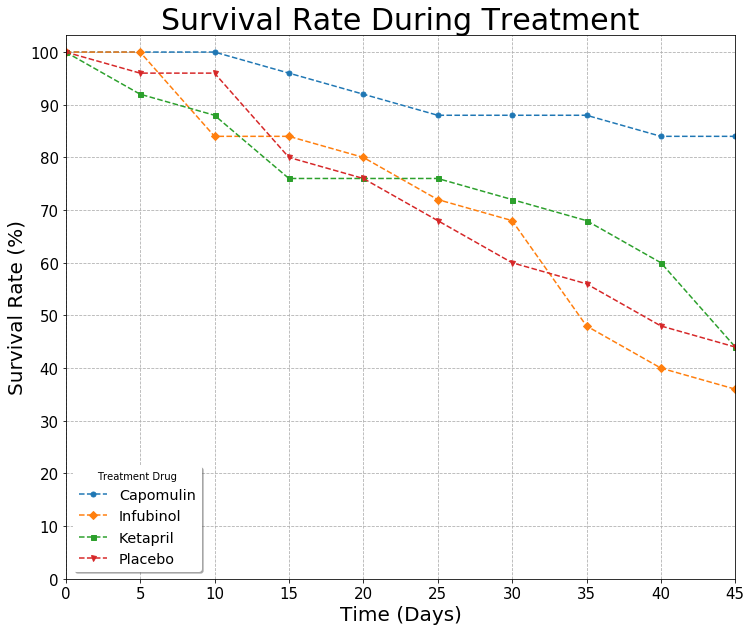 Survival Rate During Treatment
Survival Rate (%)
100
90
80
70
60
50
40
30
20
10
0
Treatment Drug
Capomulin
Infubinol
Ketapril
Placebo
0 5 10 15 20 25 30 35 40 45
Time (Days)